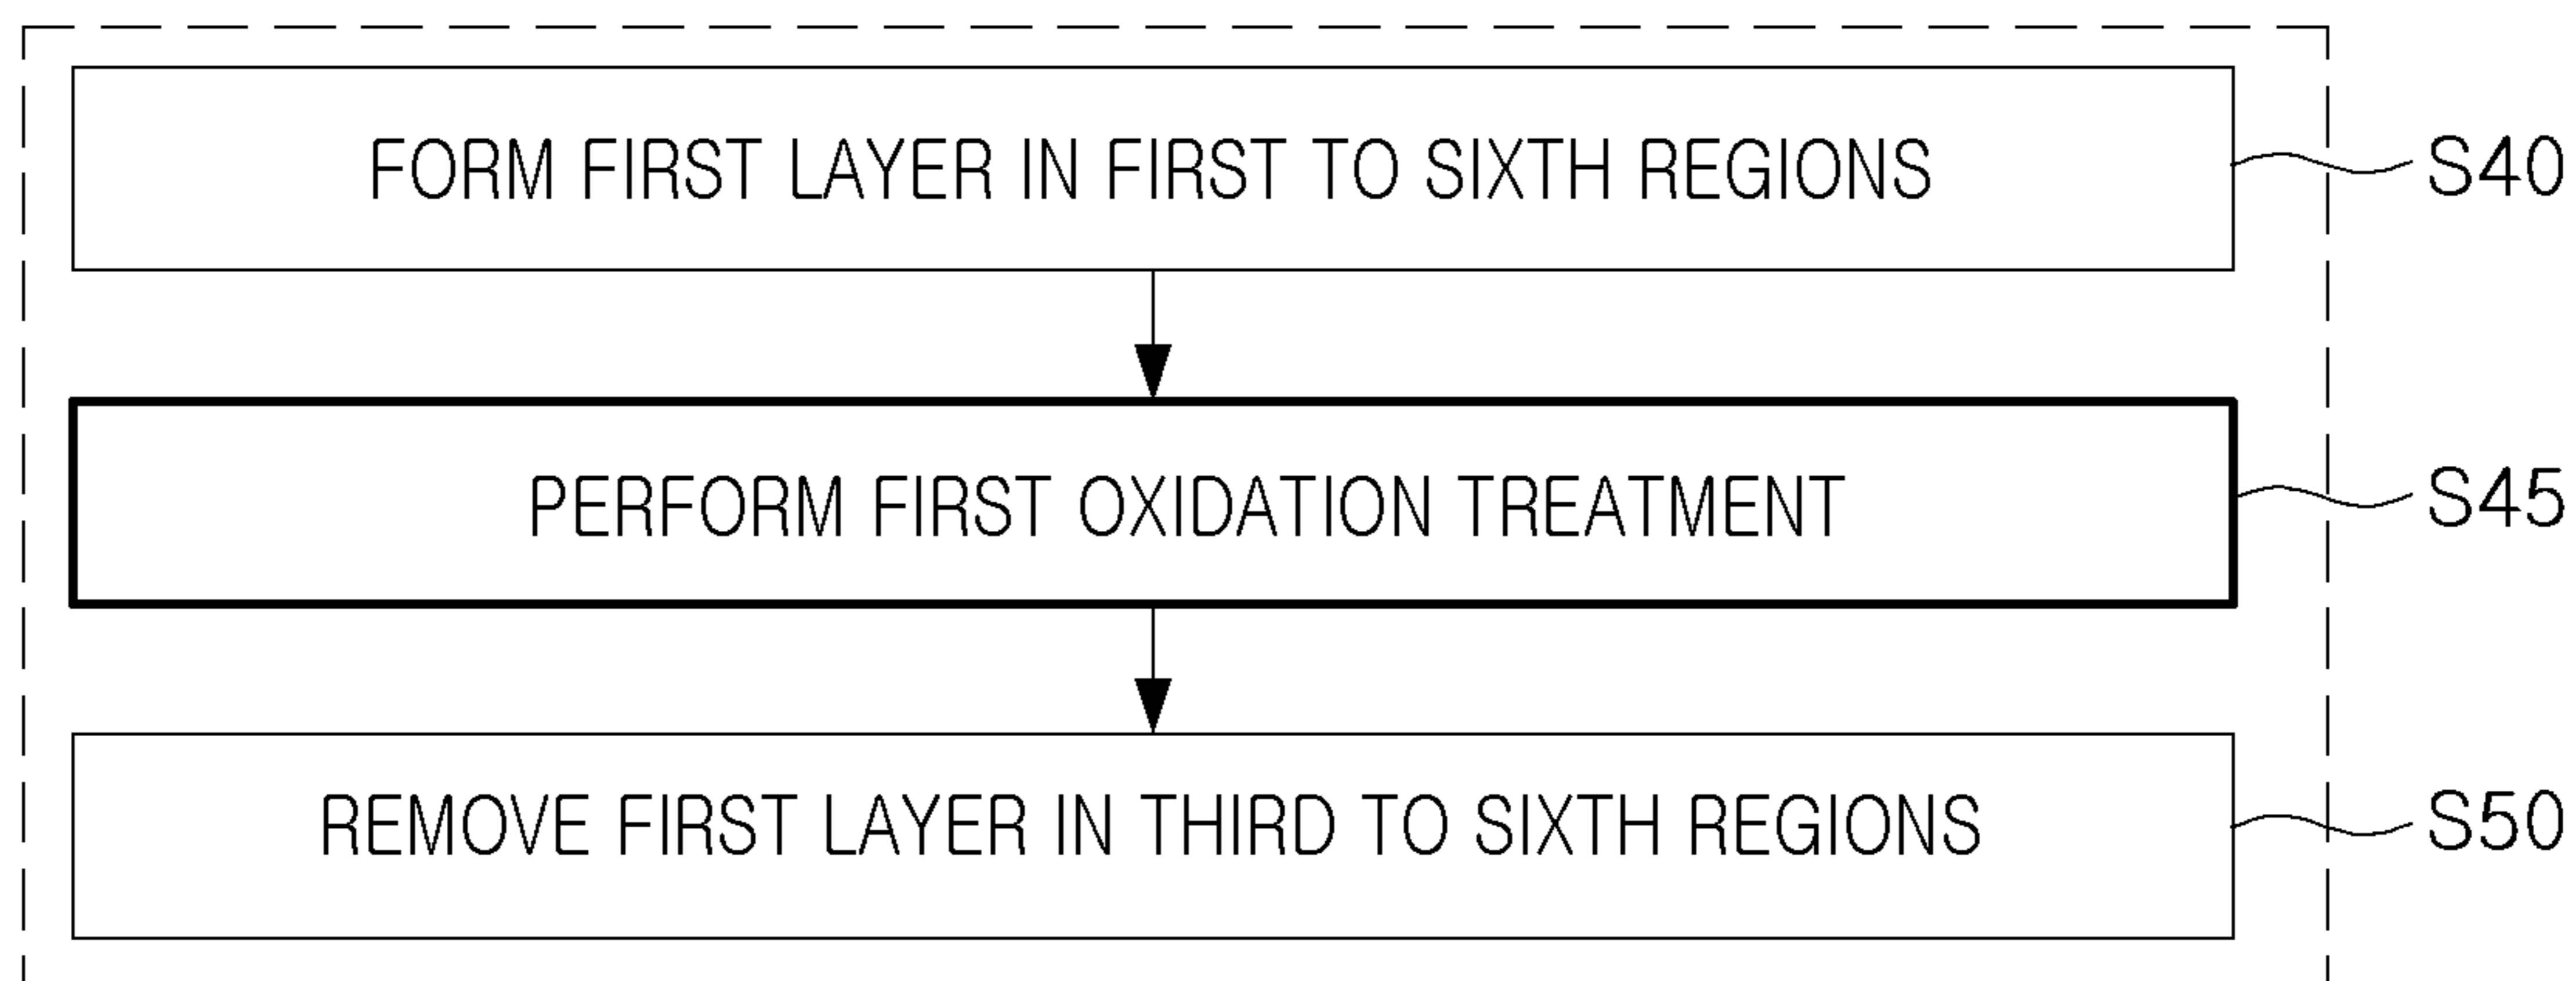 FORM FIRST LAYER IN FIRST TO SIXTH REGIONS
S40
PERFORM FIRST OXIDATION TREATMENT
S45
REMOVE FIRST LAYER IN THIRD TO SIXTH REGIONS
S50